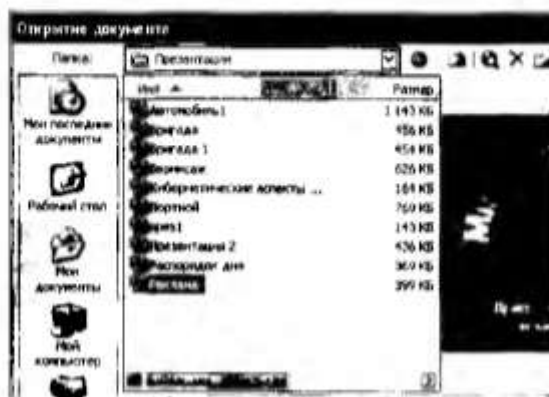 Открытие документа
Папка:
Презентации
Имя
Размер
Автомобиль1
1 143 КБ
Бригада
456 КБ
Бригада 1
454 КБ
Вернисаж
626 КБ
Кибернетические аспекты ...
164 КБ
Портной
769 КБ
143 КБ
Презентация 2
436 КБ
Распорядок дня
369 КБ
Реклама
399 КБ
Мои последние
документы
Рабочий стол
Мои
документы
Мой
компьютер